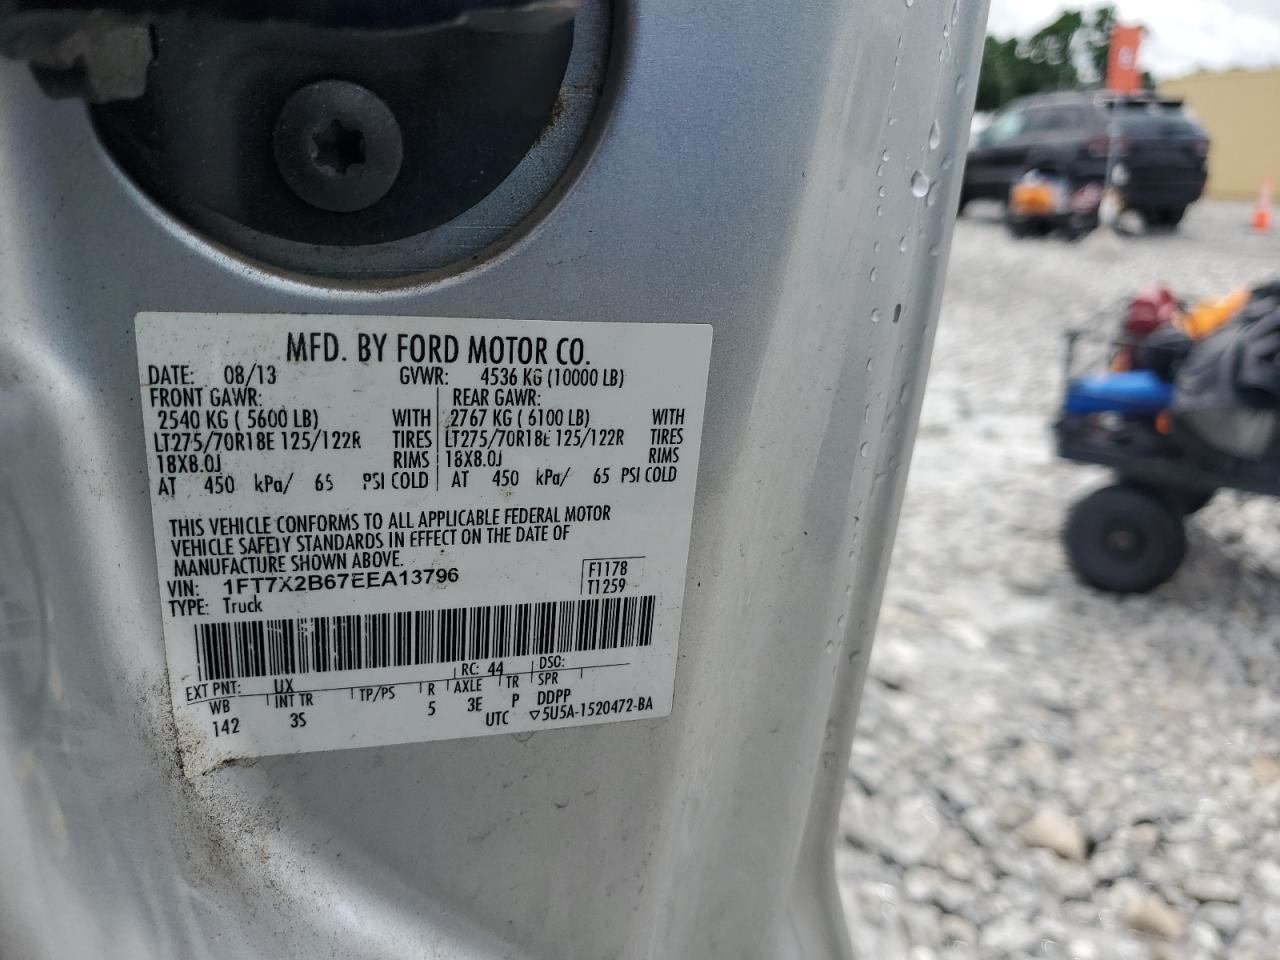 MFD. BY FORD MOTOR CO.
DATE: 08/13 GVWR: 4536 KG (10000 LB)
FRONT GAWR: REAR GAWR:
2540 KG ( 5600 LB) WITH 2767 KG ( 6100 LB) WITH
LT275/70R18E 125/122R TIRES LT275/70R18E 125/122R TIRES
18X8.0J RIMS 18X8.0J RIMS
AT 450 kPa/ 65 PSI COLD AT 450 kPa/ 65 PSI COLD
THIS VEHICLE CONFORMS TO ALL APPLICABLE FEDERAL MOTOR
VEHICLE SAFETY STANDARDS IN EFFECT ON THE DATE OF
MANUFACTURE SHOWN ABOVE.
VIN: 1FT7X2B67EEA13796 F1178
TYPE: Truck T1259
EXT PNT: UX RC: 44 DSO:
WB INT TR TP/PS R AXLE TR SPR
142 3S 5 3E P DDPP
UTC ▽5U5A-1520472-BA